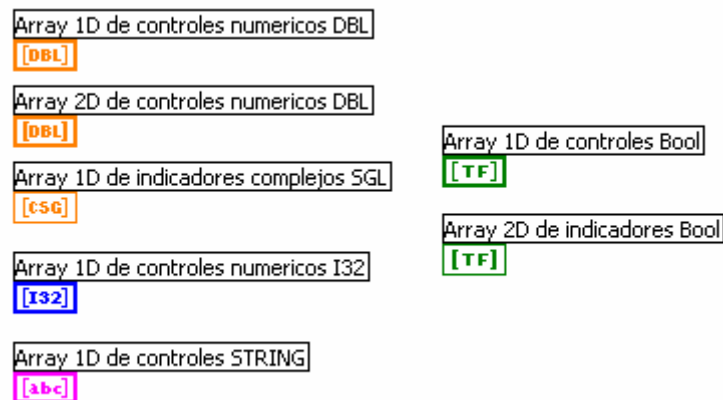 Array 1D de controles numericos DBL
[DBL]
Array 2D de controles numericos DBL
[DBL]
Array 1D de indicadores complejos SGL
[CSG]
Array 1D de controles numericos I32
[I32]
Array 1D de controles STRING
[abc]
Array 1D de controles Bool
[TF]
Array 2D de indicadores Bool
[TF]